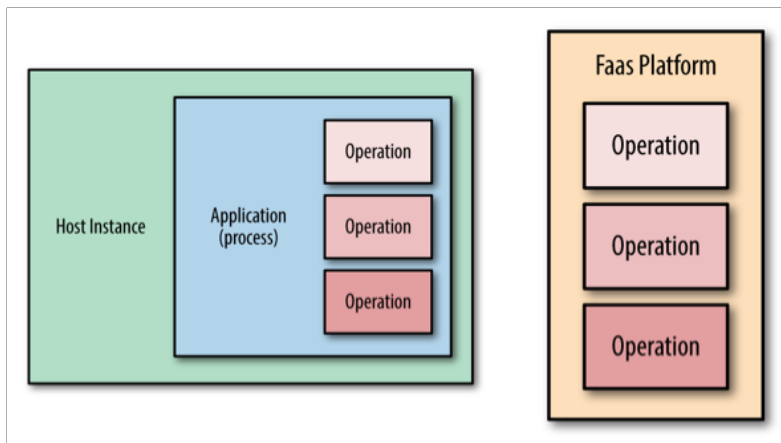 Host Instance
Application
(process)
Operation
Operation
Operation
Faas Platform
Operation
Operation
Operation